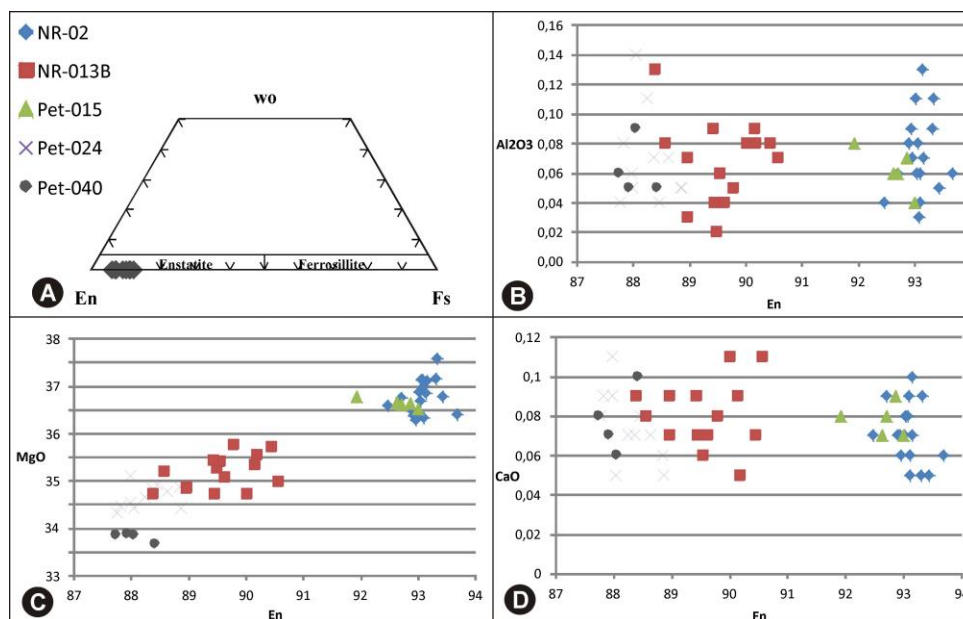 NR-02
NR-013B
Pet-015
Pet-024
Pet-040
wo
Enstatite
Ferrosillite
En
Fs
A
0,16
0,14
0,12
0,10
Al2O3
0,08
0,06
0,04
0,02
0,00
87 88 89 90 91 92 93
En
B
38
37
36
MgO
35
34
33
87 88 89 90 91 92 93 94
En
C
0,12
0,1
0,08
0,06
CaO
0,04
0,02
0
87 88 89 90 91 92 93 94
En
D